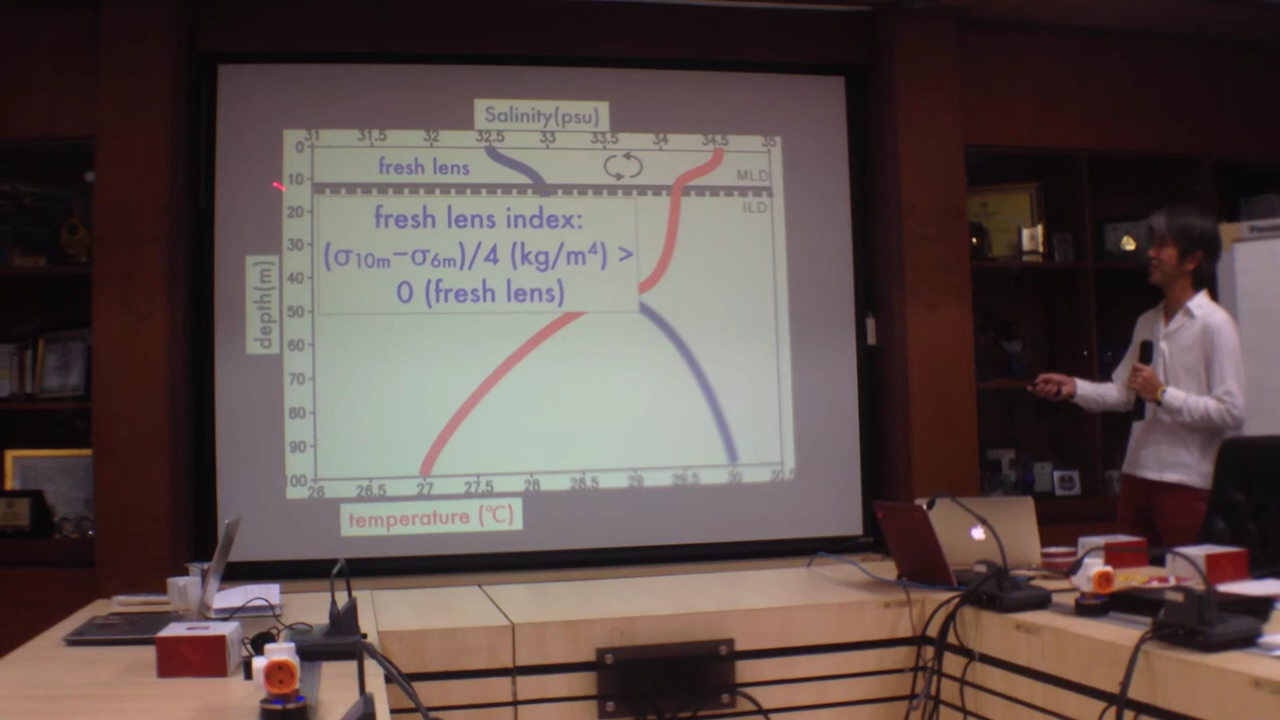 Salinity(psu)
31 31.5 32 32.5 33 33.5 34 34.5 35
0
fresh lens
MLD
10
ILD
20
fresh lens index:
30
(σ10m−σ6m)/4 (kg/m⁴) >
40
0 (fresh lens)
50
60
70
80
90
100
depth(m)
26 26.5 27 27.5 28 28.5 29 29.5 30 30.5
temperature (℃)